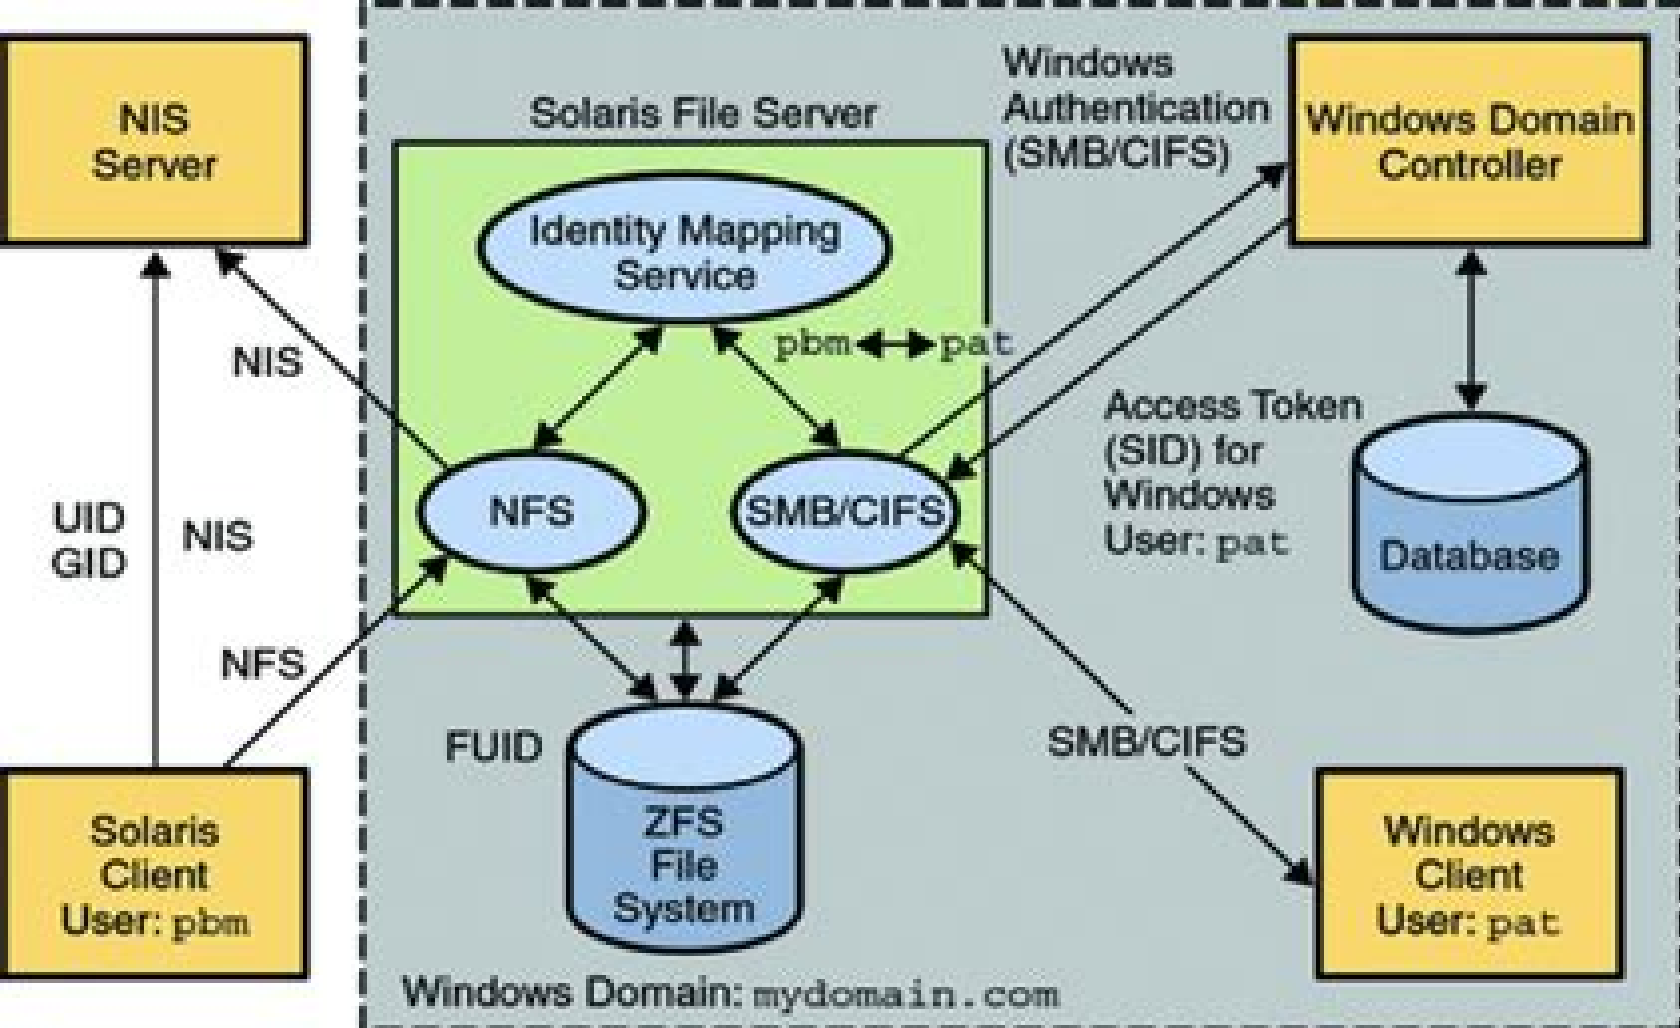 NIS
Server
Solaris File Server
Windows
Authentication
(SMB/CIFS)
Windows Domain
Controller
Identity Mapping
Service
pbm pat
NIS
Access Token
(SID) for
Windows
User: pat
NFS
SMB/CIFS
Database
UID
GID
NIS
NFS
FUID
SMB/CIFS
ZFS
File
System
Solaris
Client
User: pbm
Windows
Client
User: pat
Windows Domain: mydomain.com